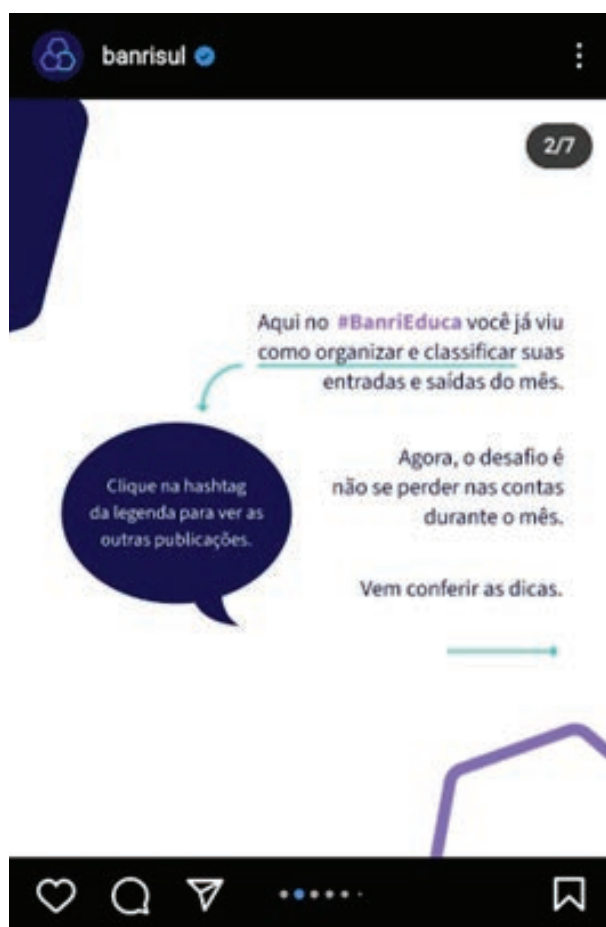 banrisul
2/7
Aqui no #BanriEduca você já viu
como organizar e classificar suas
entradas e saídas do mês.
Clique na hashtag
da legenda para ver as
outras publicações.
Agora, o desafio é
não se perder nas contas
durante o mês.
Vem conferir as dicas.